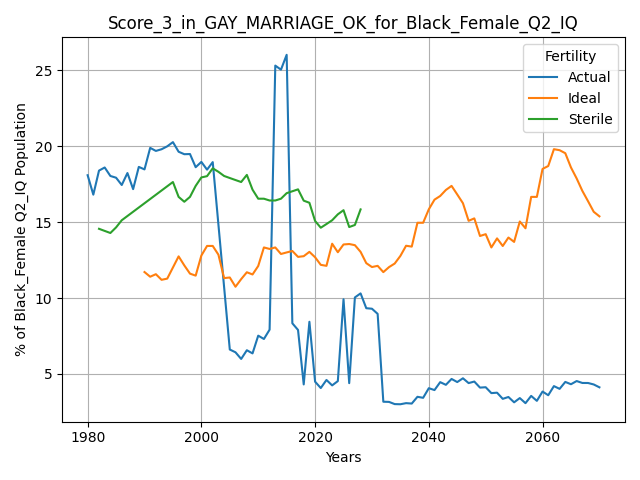 Score_3_in_GAY_MARRIAGE_OK_for_Black_Female_Q2_IQ
% of Black_Female Q2_IQ Population
25
20
15
10
5
Fertility
Actual
Ideal
Sterile
1980
2000
2020
2040
2060
Years